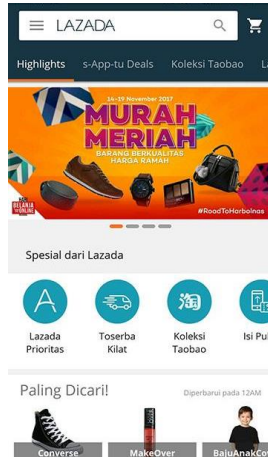 LAZADA
Highlights s-App-tu Deals Koleksi Taobao L
14-19 November 2017
MURAH
MERIAH
BARANG BERKUALITAS
HARGA RAMAH
BELANJA
ONLINE
#RoadToHarbolnas
Spesial dari Lazada
Lazada
Prioritas
Toserba
Kilat
Koleksi
Taobao
Isi Pul
Paling Dicari!
Diperbarui pada 12AM
Converse
MakeOver
BajuAnakCow